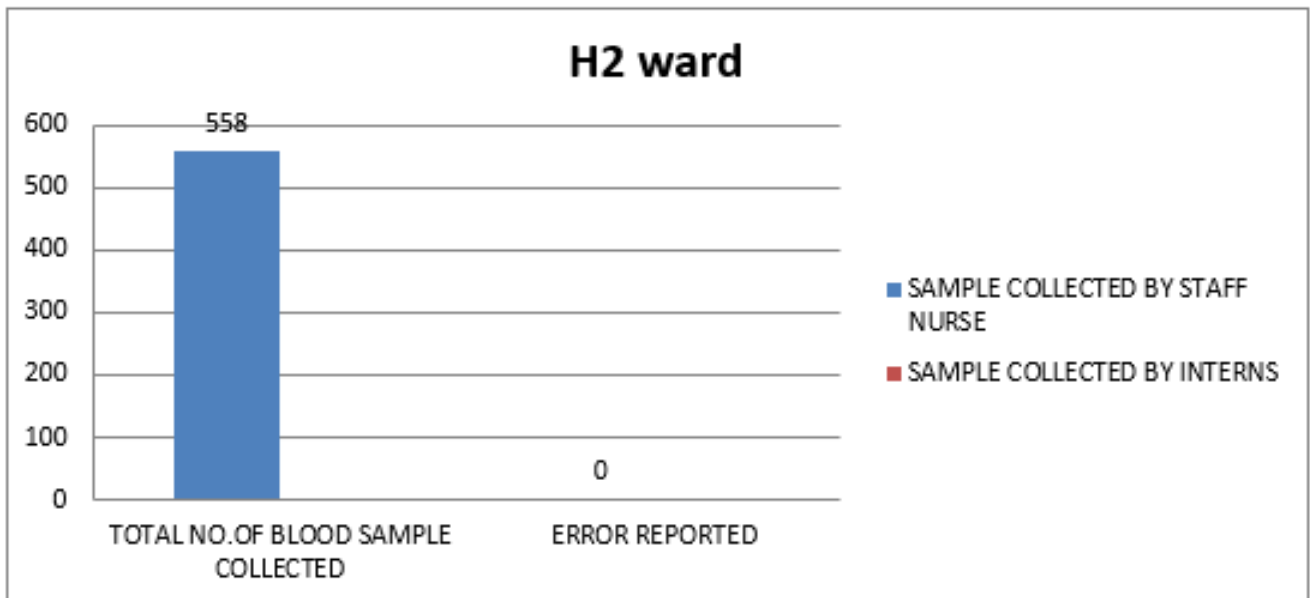 H2 ward
600
500
400
300
200
100
0
558
0
TOTAL NO.OF BLOOD SAMPLE
COLLECTED
ERROR REPORTED
SAMPLE COLLECTED BY STAFF
NURSE
SAMPLE COLLECTED BY INTERNS